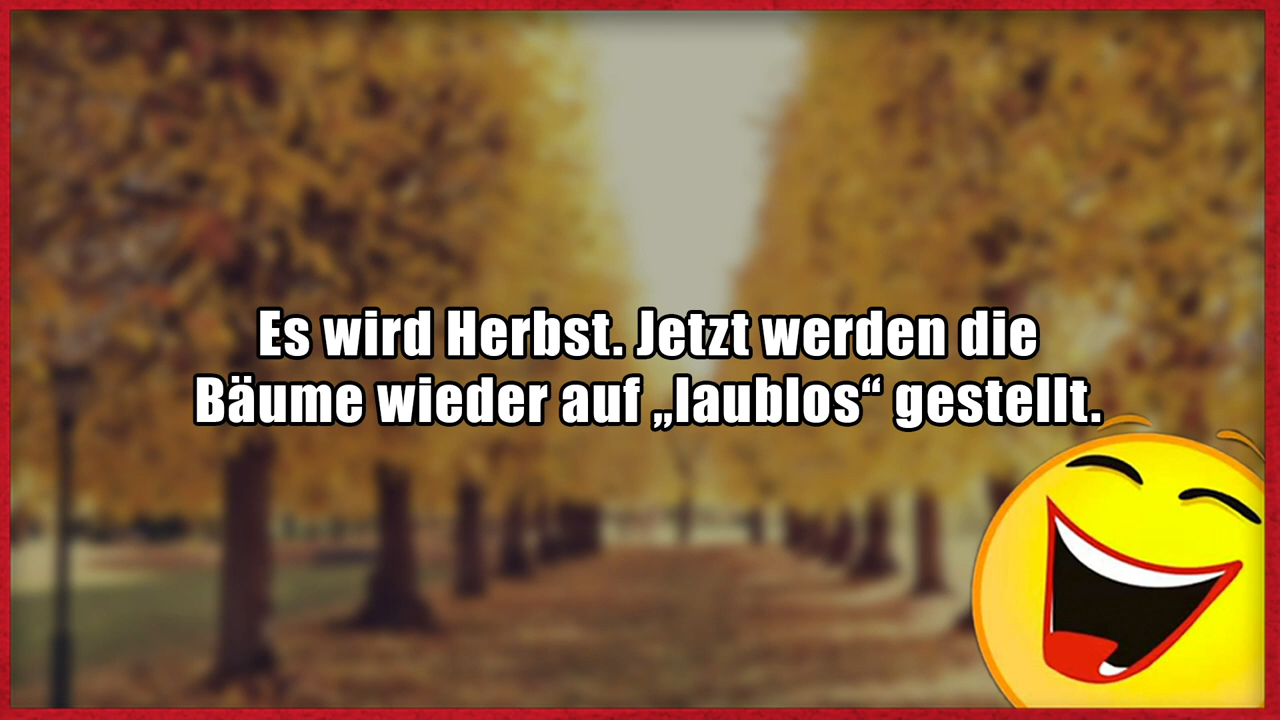 Es wird Herbst. Jetzt werden die
Bäume wieder auf „laublos“ gestellt.